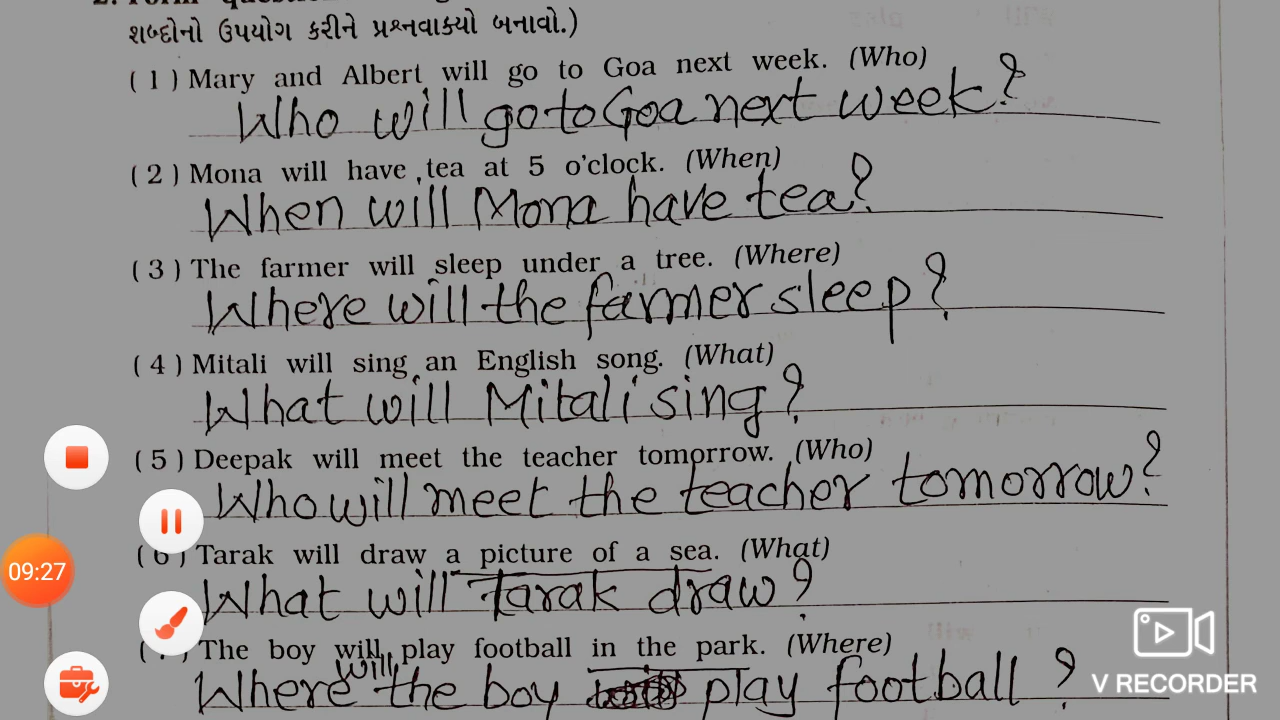 શબ્દોનો ઉપયોગ કરીને પ્રશ્નવાક્યો બનાવો.)
( 1 ) Mary and Albert will go to Goa next week. (Who)
Who will go to Goa next week?
( 2 ) Mona will have tea at 5 o'clock. (When)
When will Mona have tea?
( 3 ) The farmer will sleep under a tree. (Where)
Where will the farmer sleep?
( 4 ) Mitali will sing an English song. (What)
What will Mitali sing?
( 5 ) Deepak will meet the teacher tomorrow. (Who)
Who will meet the teacher tomorrow?
( 6 ) Tarak will draw a picture of a sea. (What)
What will Tarak draw?
The boy will play football in the park. (Where)
Where will the boy play football ?
09:27
V RECORDER